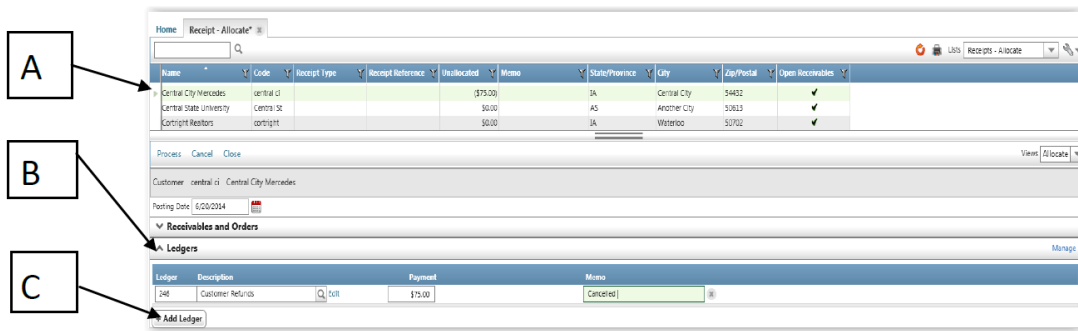 Home Receipt - Allocate*
Lists Receipts - Allocate
A
Name Code Receipt Type Receipt Reference Unallocated Memo State/Province City Zip/Postal Open Receivables
Central City Mercedes central ci ($75.00) IA Central City 54432
Central State University Central St $0.00 AS Another City 50613
Cortright Realtors cortright $0.00 IA Waterloo 50702
B
Process Cancel Close Views Allocate
Customer central ci Central City Mercedes
Posting Date 6/20/2014
Receivables and Orders
Ledgers Manage
C
Ledger Description Payment Memo
246 Customer Refunds Edit $75.00 Cancelled
+ Add Ledger